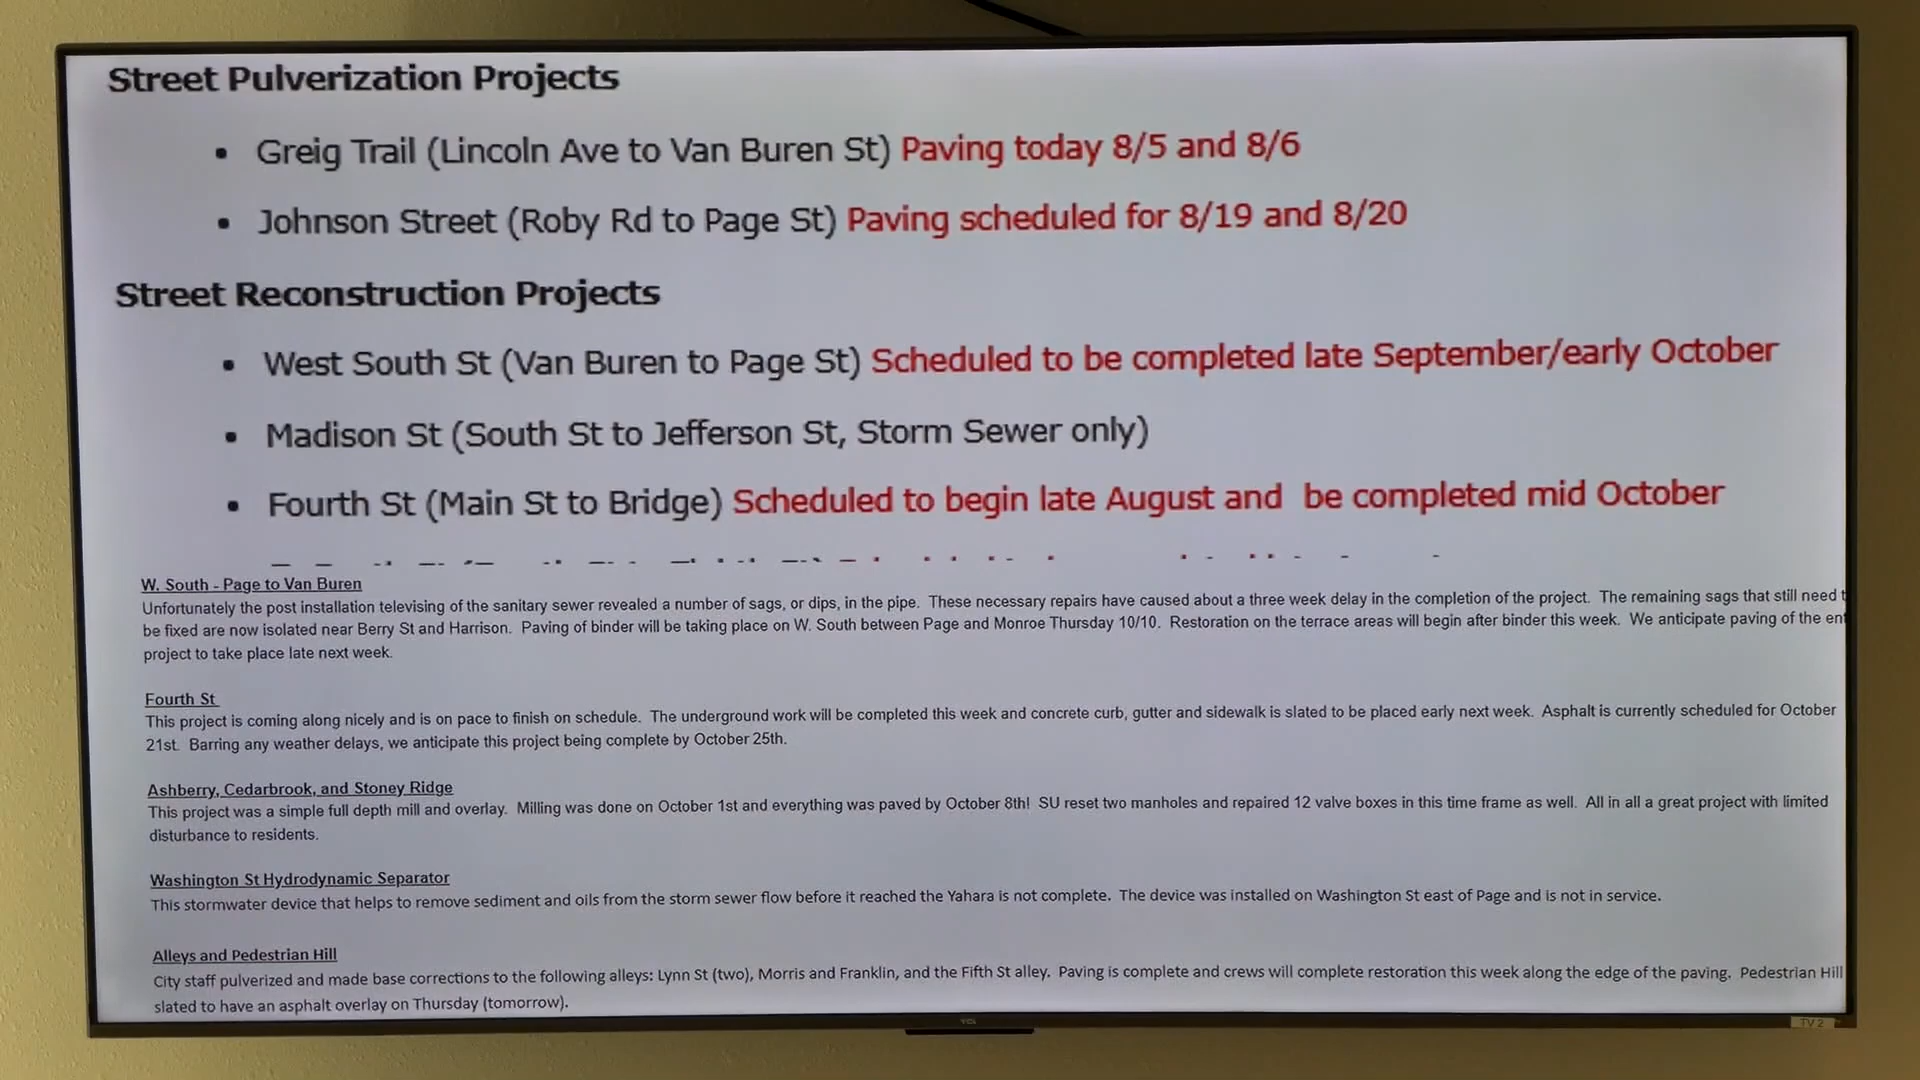 Street Pulverization Projects
• Greig Trail (Lincoln Ave to Van Buren St) Paving today 8/5 and 8/6
• Johnson Street (Roby Rd to Page St) Paving scheduled for 8/19 and 8/20
Street Reconstruction Projects
• West South St (Van Buren to Page St) Scheduled to be completed late September/early October
• Madison St (South St to Jefferson St, Storm Sewer only)
• Fourth St (Main St to Bridge) Scheduled to begin late August and be completed mid October
W. South - Page to Van Buren
Unfortunately the post installation televising of the sanitary sewer revealed a number of sags, or dips, in the pipe. These necessary repairs have caused about a three week delay in the completion of the project. The remaining sags that still need t
be fixed are now isolated near Berry St and Harrison. Paving of binder will be taking place on W. South between Page and Monroe Thursday 10/10. Restoration on the terrace areas will begin after binder this week. We anticipate paving of the ent
project to take place late next week.
Fourth St
This project is coming along nicely and is on pace to finish on schedule. The underground work will be completed this week and concrete curb, gutter and sidewalk is slated to be placed early next week. Asphalt is currently scheduled for October
21st. Barring any weather delays, we anticipate this project being complete by October 25th.
Ashberry, Cedarbrook, and Stoney Ridge
This project was a simple full depth mill and overlay. Milling was done on October 1st and everything was paved by October 8th! SU reset two manholes and repaired 12 valve boxes in this time frame as well. All in all a great project with limited
disturbance to residents.
Washington St Hydrodynamic Separator
This stormwater device that helps to remove sediment and oils from the storm sewer flow before it reached the Yahara is not complete. The device was installed on Washington St east of Page and is not in service.
Alleys and Pedestrian Hill
City staff pulverized and made base corrections to the following alleys: Lynn St (two), Morris and Franklin, and the Fifth St alley. Paving is complete and crews will complete restoration this week along the edge of the paving. Pedestrian Hill
slated to have an asphalt overlay on Thursday (tomorrow).
TCL
TV 2